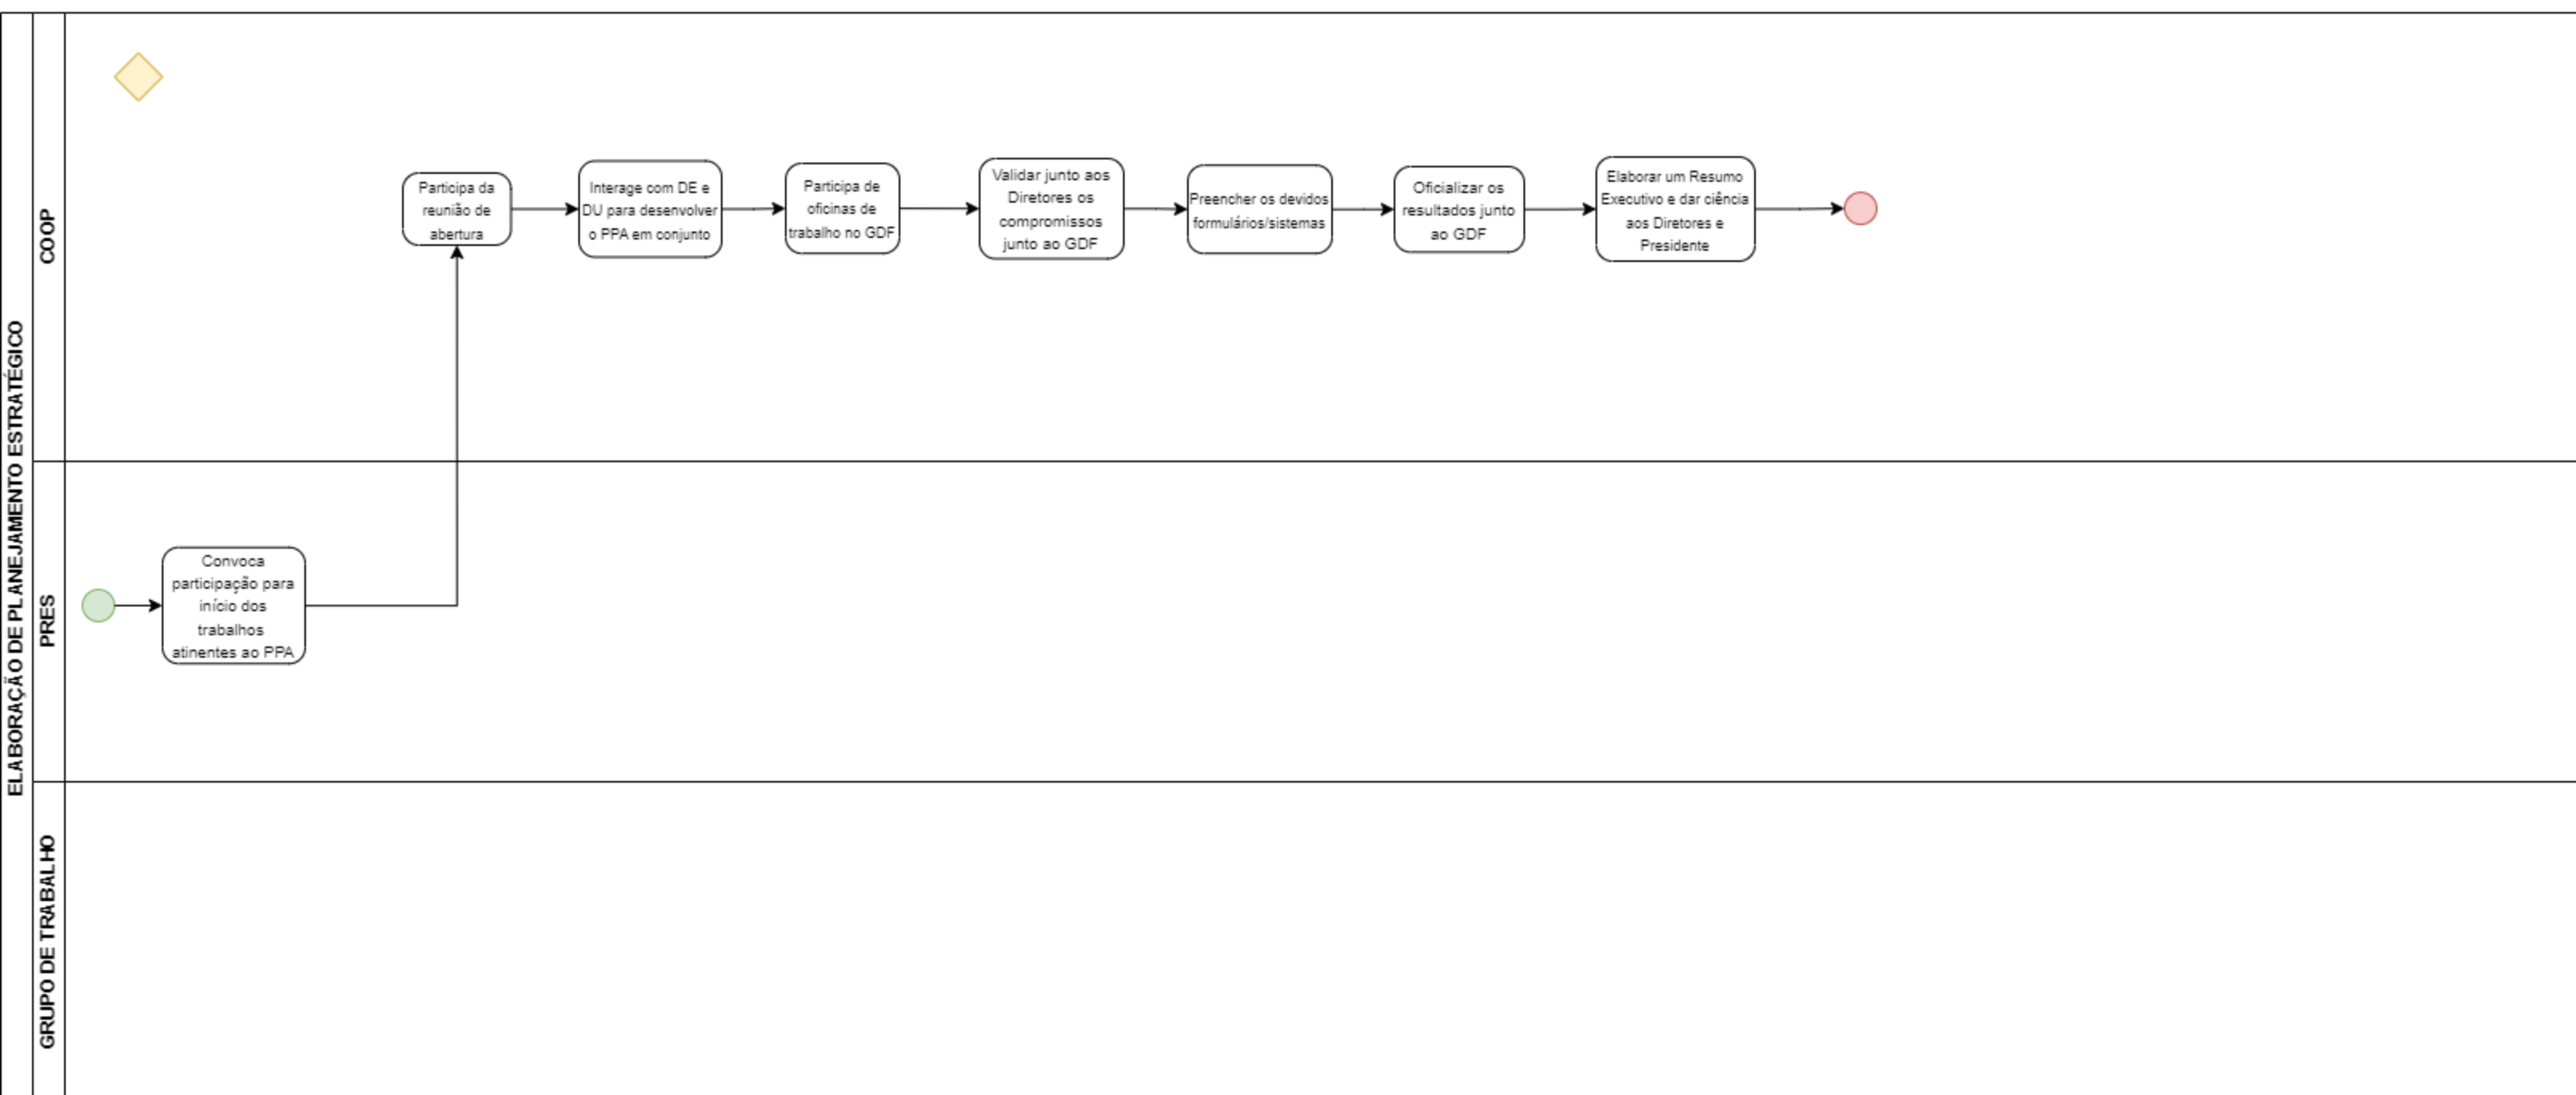 ELABORAÇÃO DE PLANEJAMENTO ESTRATÉGICO
COOP
Participa da
reunião de
abertura
Interage com DE e
DU para desenvolver
o PPA em conjunto
Participa de
oficinas de
trabalho no GDF
Validar junto aos
Diretores os
compromissos
junto ao GDF
Preencher os devidos
formulários/sistemas
Oficializar os
resultados junto
ao GDF
Elaborar um Resumo
Executivo e dar ciência
aos Diretores e
Presidente
PRES
Convoca
participação para
início dos
trabalhos
atinentes ao PPA
GRUPO DE TRABALHO